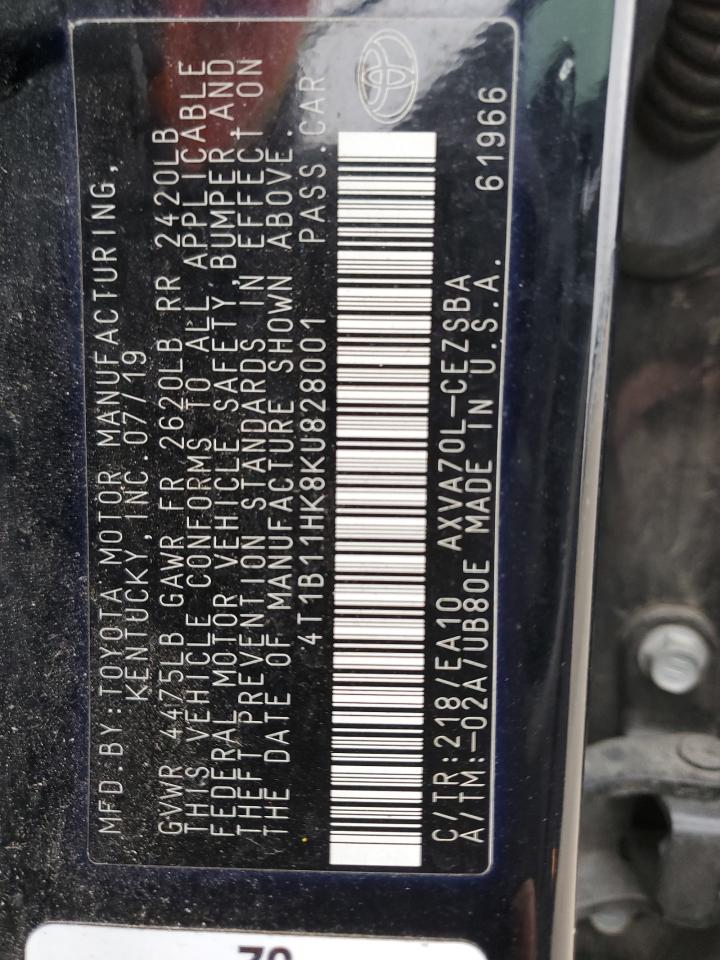 MFD.BY:TOYOTA MOTOR MANUFACTURING,
KENTUCKY,INC.07/19
GVWR 4475LB GAWR FR 2620LB RR 2420LB
THIS VEHICLE CONFORMS TO ALL APPLICABLE
FEDERAL MOTOR VEHICLE SAFETY,BUMPER,AND
THEFT PREVENTION STANDARDS IN EFFECT ON
THE DATE OF MANUFACTURE SHOWN ABOVE.
4T1B11HK8KU828001 PASS.CAR
C/TR:218/EA10 AXVA70L-CEZSBA
A/TM:-02A/UB80E MADE IN U.S.A. 61966